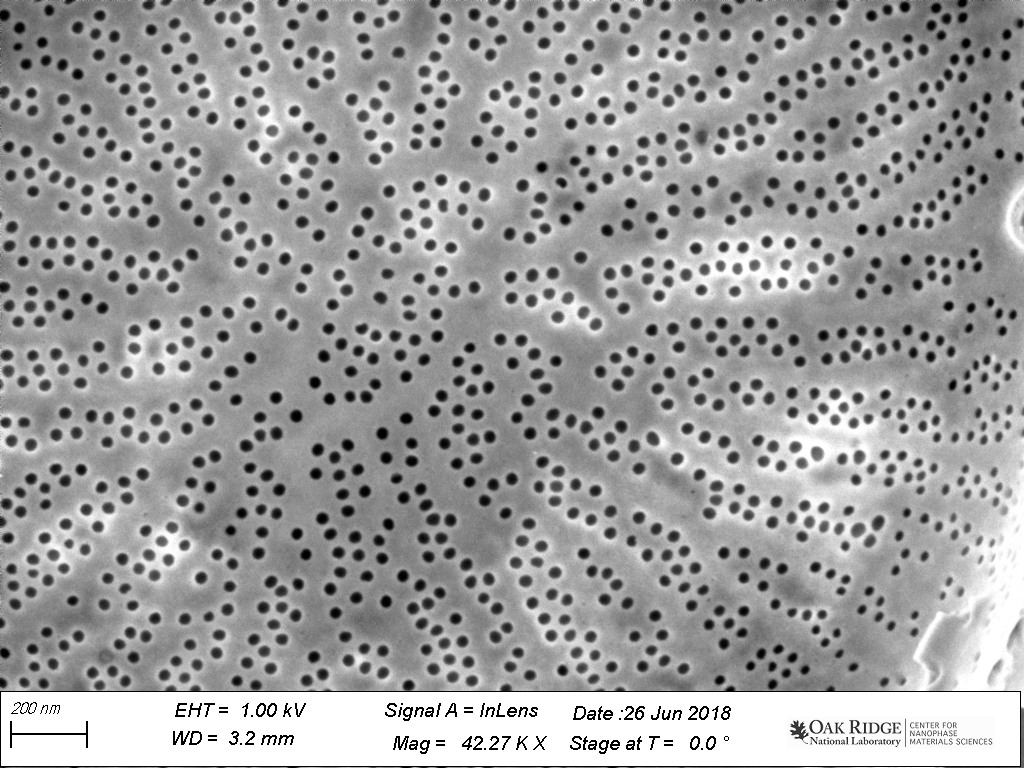 200 nm
EHT = 1.00 kV
Signal A = InLens
Date :26 Jun 2018
WD = 3.2 mm
Mag = 42.27 K X
Stage at T = 0.0 °
OAK RIDGE
National Laboratory
CENTER FOR
NANOPHASE
MATERIALS SCIENCES